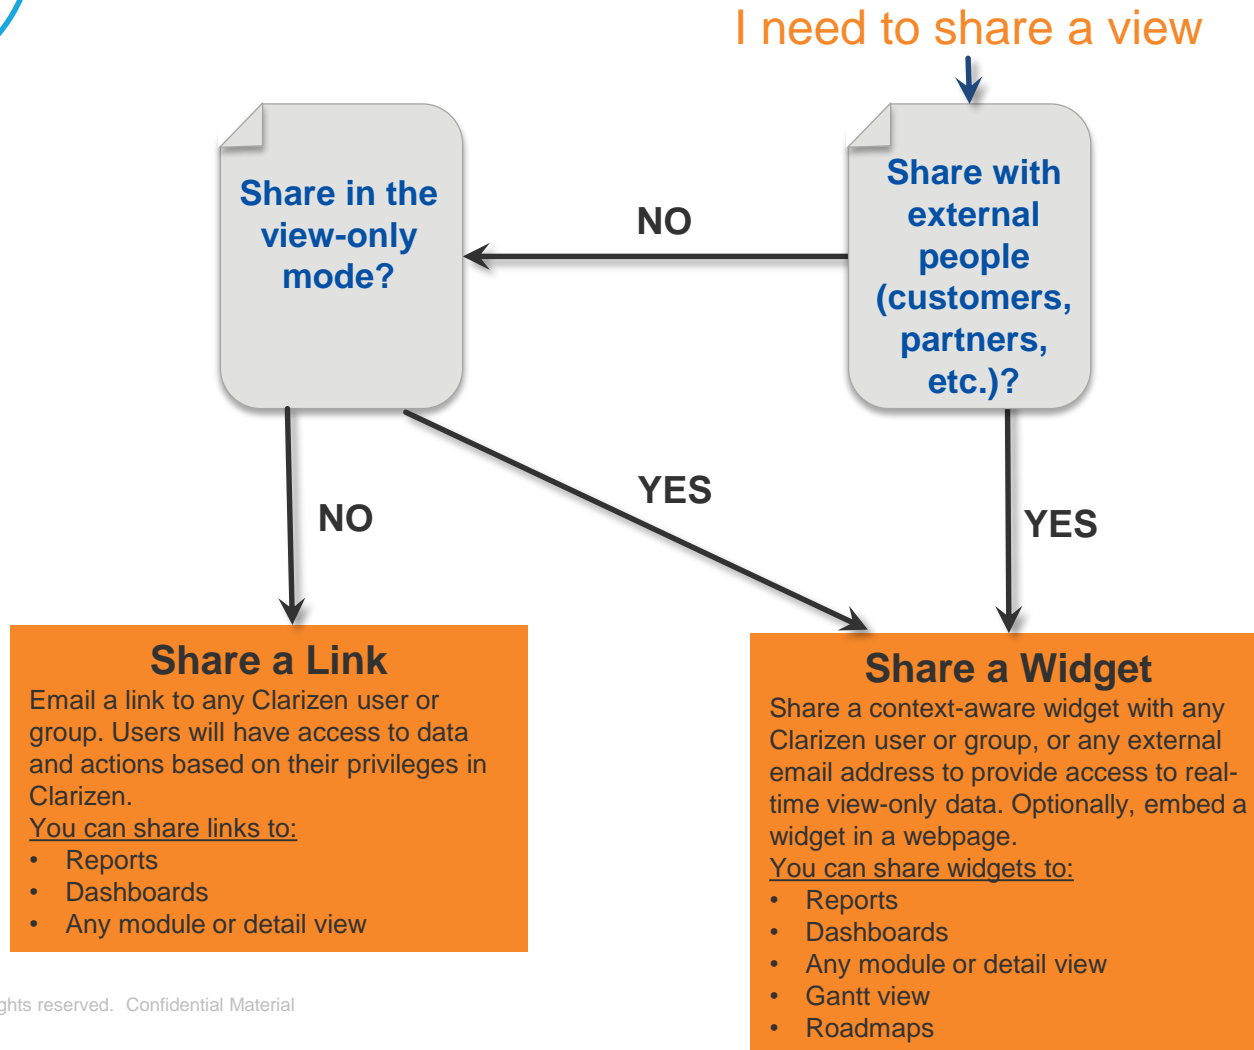 I need to share a view
Share in the
view-only
mode?
NO
Share with
external
people
(customers,
partners,
etc.)?
NO
YES
YES
Share a Link
Email a link to any Clarizen user or
group. Users will have access to data
and actions based on their privileges in
Clarizen.
You can share links to:
• Reports
• Dashboards
• Any module or detail view
Share a Widget
Share a context-aware widget with any
Clarizen user or group, or any external
email address to provide access to real-
time view-only data. Optionally, embed a
widget in a webpage.
You can share widgets to:
• Reports
• Dashboards
• Any module or detail view
• Gantt view
• Roadmaps
reserved. Confidential Material